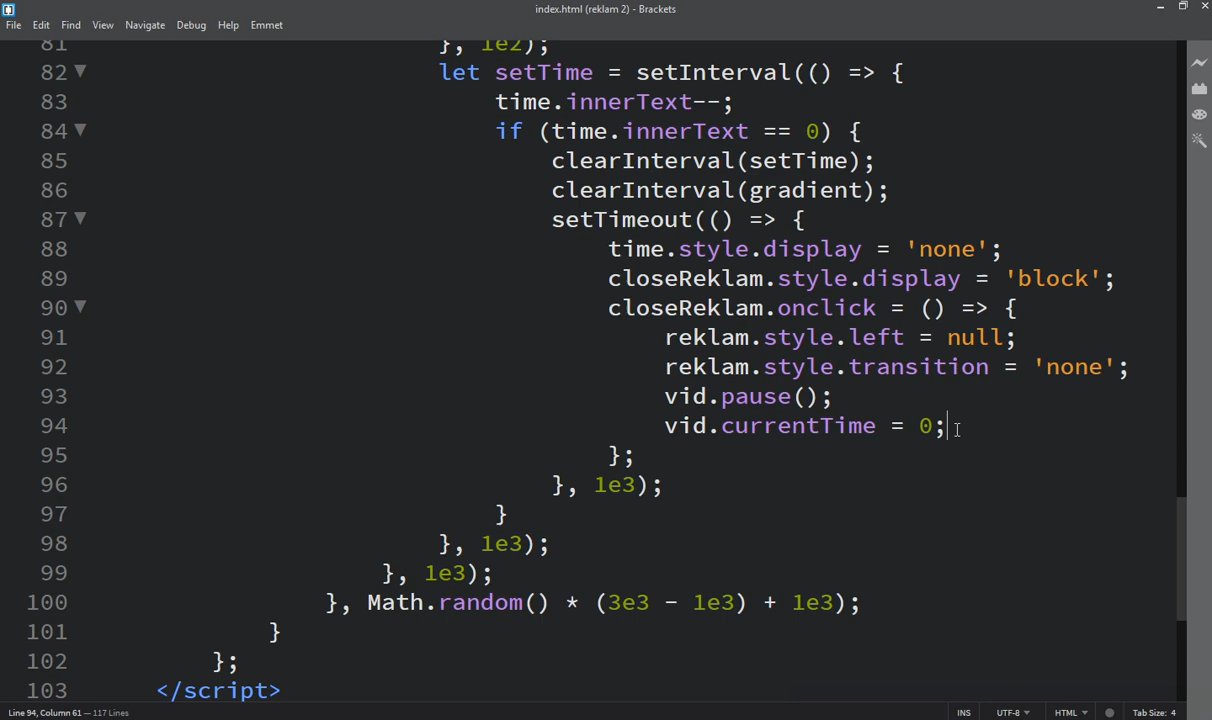 index.html (reklam 2) - Brackets
File Edit Find View Navigate Debug Help Emmet
81 }, 1e2);
82 let setTime = setInterval(() => {
83 time.innerText--;
84 if (time.innerText == 0) {
85 clearInterval(setTime);
86 clearInterval(gradient);
87 setTimeout(() => {
88 time.style.display = 'none';
89 closeReklam.style.display = 'block';
90 closeReklam.onclick = () => {
91 reklam.style.left = null;
92 reklam.style.transition = 'none';
93 vid.pause();
94 vid.currentTime = 0;
95 };
96 }, 1e3);
97 }
98 }, 1e3);
99 }, 1e3);
100 }, Math.random() * (3e3 - 1e3) + 1e3);
101 }
102 };
103 </script>
Line 94, Column 61 — 117 Lines INS UTF-8 HTML Tab Size: 4